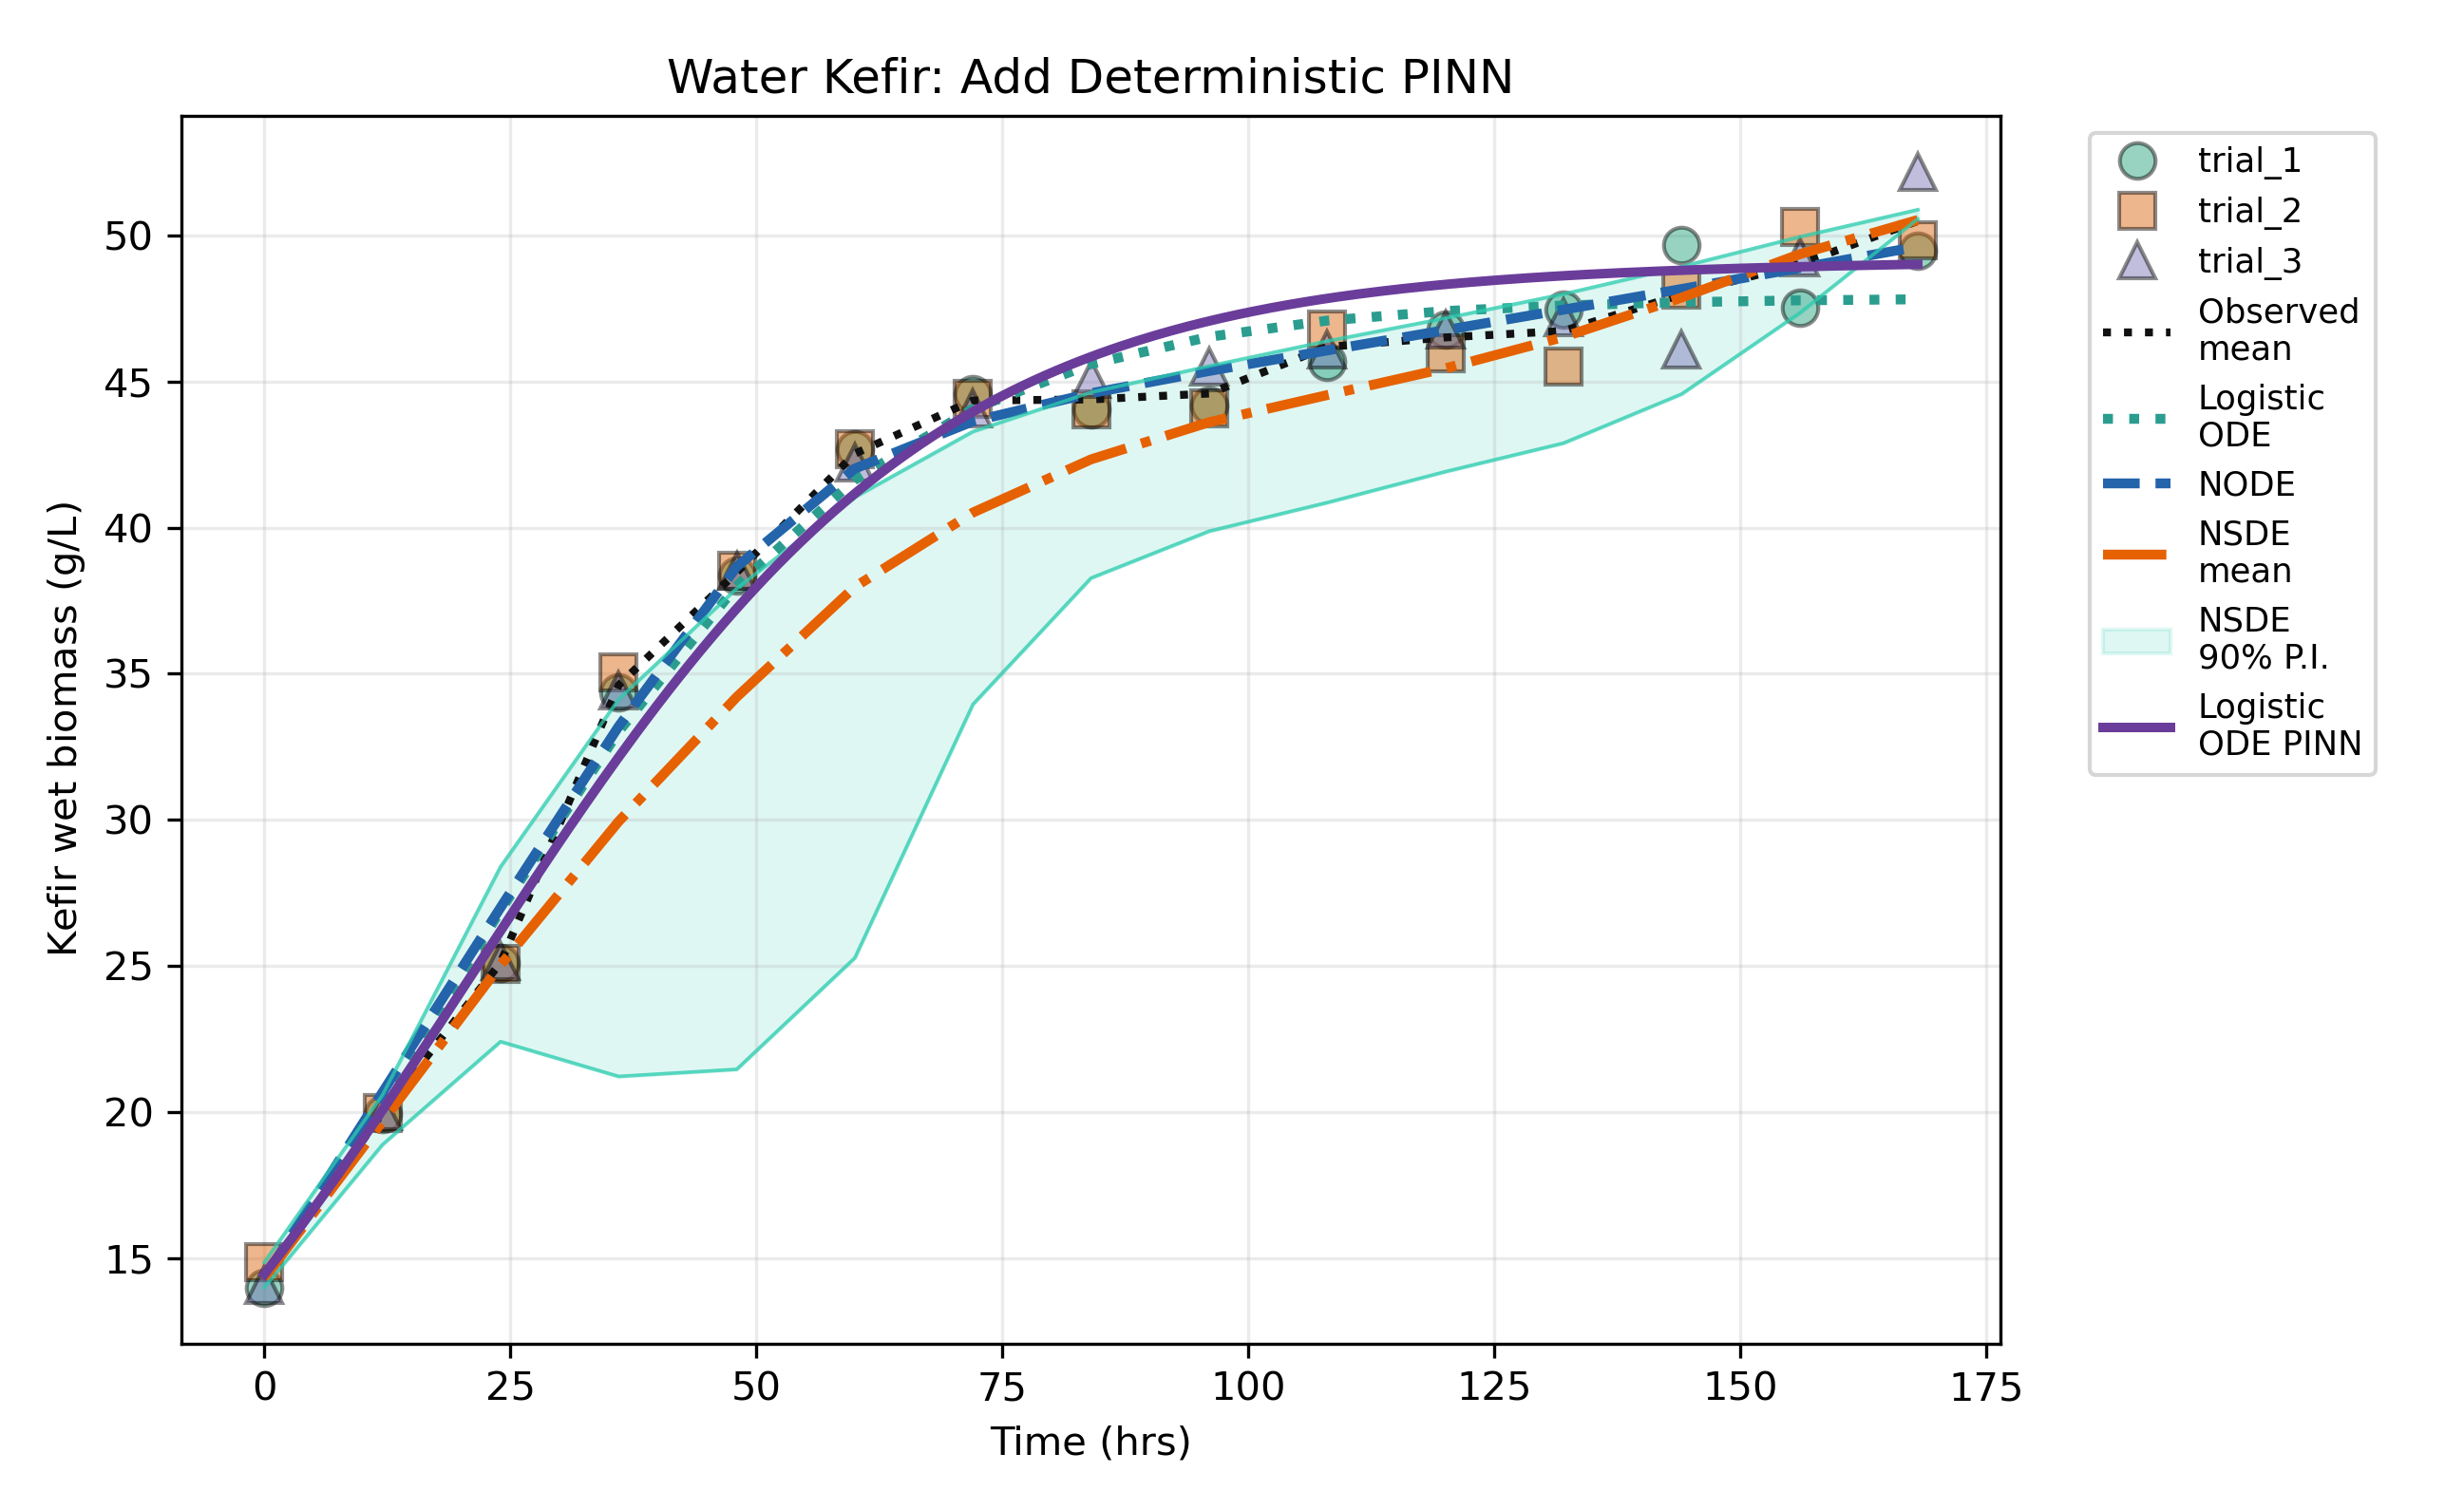 Water Kefir: Add Deterministic PINN
Kefir wet biomass (g/L)
50
45
40
35
30
25
20
15
0 25 50 75 100 125 150 175
Time (hrs)
trial_1
trial_2
trial_3
Observed
mean
Logistic
ODE
NODE
NSDE
mean
NSDE
90% P.I.
Logistic
ODE PINN